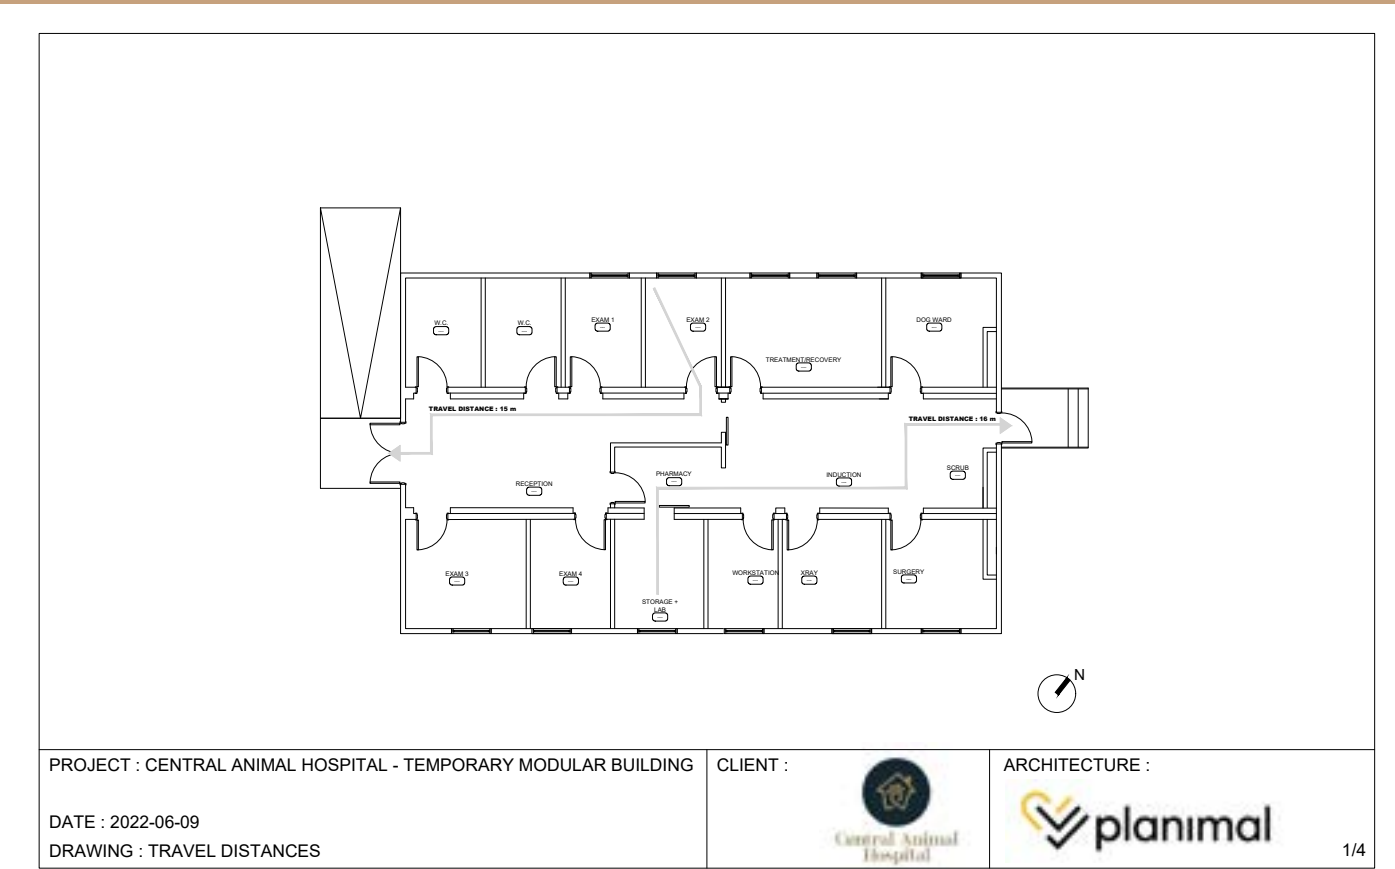 W.C.
W.C.
EXAM 1
EXAM 2
DOG WARD
TREATMENT/RECOVERY
TRAVEL DISTANCE : 15 m
TRAVEL DISTANCE : 16 m
PHARMACY
INDUCTION
SCRUB
RECEPTION
EXAM 3
EXAM 4
WORKSTATION
XRAY
SURGERY
STORAGE +
LAB
N
PROJECT : CENTRAL ANIMAL HOSPITAL - TEMPORARY MODULAR BUILDING
DATE : 2022-06-09
DRAWING : TRAVEL DISTANCES
CLIENT :
Central Animal
Hospital
ARCHITECTURE :
planimal
1/4